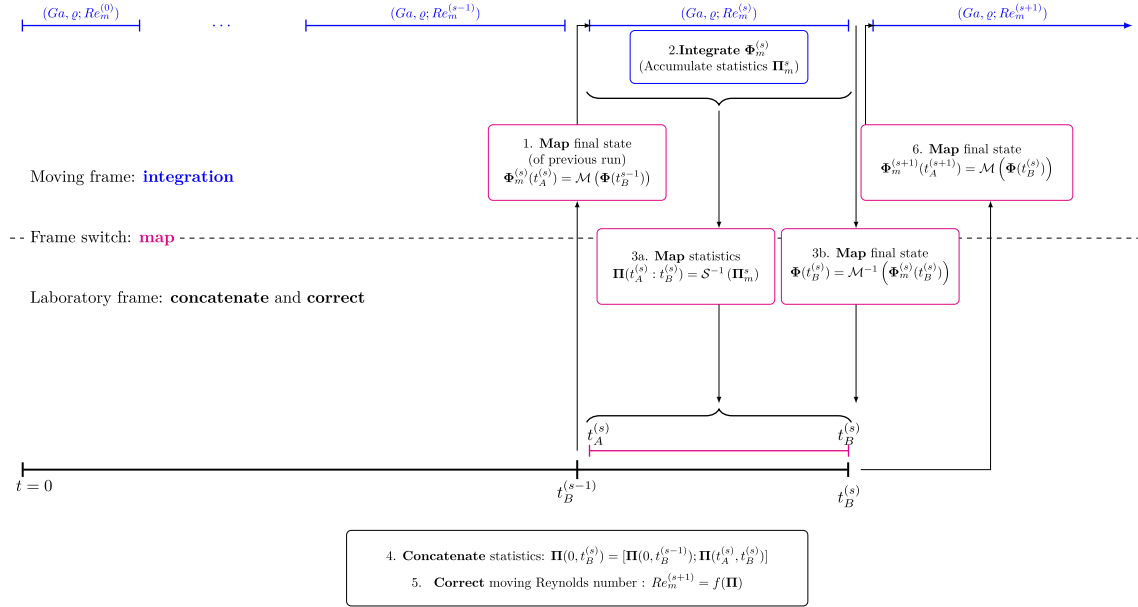 (Ga, ϱ; Re_m^{(0)})
· · ·
(Ga, ϱ; Re_m^{(s-1)})
(Ga, ϱ; Re_m^{(s)})
(Ga, ϱ; Re_m^{(s+1)})
2.Integrate Φ_m^{(s)}
(Accumulate statistics Π_m^s)
1. Map final state
(of previous run)
Φ_m^{(s)}(t_A^{(s)}) = ℳ (Φ(t_B^{s-1}))
6. Map final state
Φ_m^{(s+1)}(t_A^{(s+1)}) = ℳ (Φ(t_B^{(s)}))
Moving frame: integration
Frame switch: map
3a. Map statistics
Π(t_A^{(s)} : t_B^{(s)}) = 𝒮^{-1} (Π_m^s)
3b. Map final state
Φ(t_B^{(s)}) = ℳ^{-1} (Φ_m^{(s)}(t_B^{(s)}))
Laboratory frame: concatenate and correct
t_A^{(s)}
t_B^{(s)}
t = 0
t_B^{(s-1)}
t_B^{(s)}
4. Concatenate statistics: Π(0, t_B^{(s)}) = [Π(0, t_B^{(s-1)}); Π(t_A^{(s)}, t_B^{(s)})]
5. Correct moving Reynolds number : Re_m^{(s+1)} = f(Π)